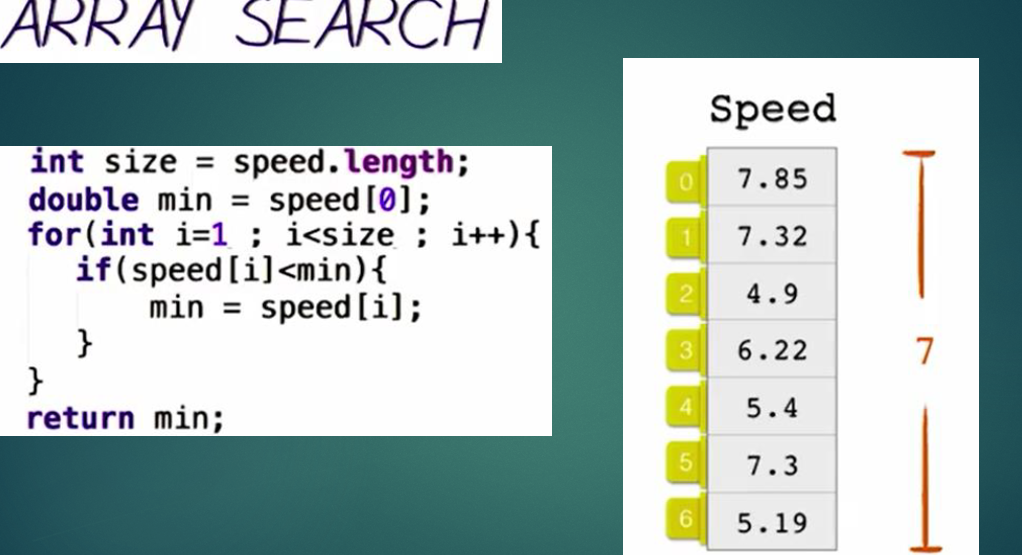 ARRAY SEARCH
int size = speed.length;
double min = speed[0];
for(int i=1 ; i<size ; i++){
if(speed[i]<min){
min = speed[i];
}
}
return min;
Speed
0 7.85
1 7.32
2 4.9
3 6.22
4 5.4
5 7.3
6 5.19
7